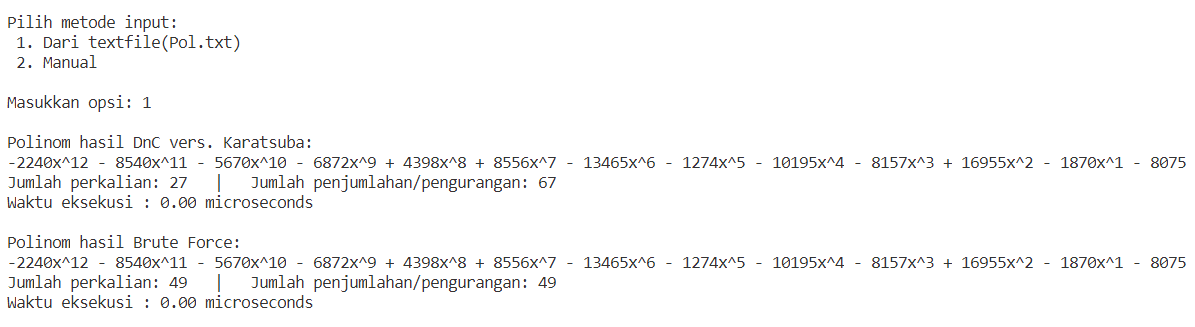 Pilih metode input:
 1. Dari textfile(Pol.txt)
 2. Manual

Masukkan opsi: 1

Polinom hasil DnC vers. Karatsuba:
-2240x^12 - 8540x^11 - 5670x^10 - 6872x^9 + 4398x^8 + 8556x^7 - 13465x^6 - 1274x^5 - 10195x^4 - 8157x^3 + 16955x^2 - 1870x^1 - 8075
Jumlah perkalian: 27   |   Jumlah penjumlahan/pengurangan: 67
Waktu eksekusi : 0.00 microseconds

Polinom hasil Brute Force:
-2240x^12 - 8540x^11 - 5670x^10 - 6872x^9 + 4398x^8 + 8556x^7 - 13465x^6 - 1274x^5 - 10195x^4 - 8157x^3 + 16955x^2 - 1870x^1 - 8075
Jumlah perkalian: 49   |   Jumlah penjumlahan/pengurangan: 49
Waktu eksekusi : 0.00 microseconds